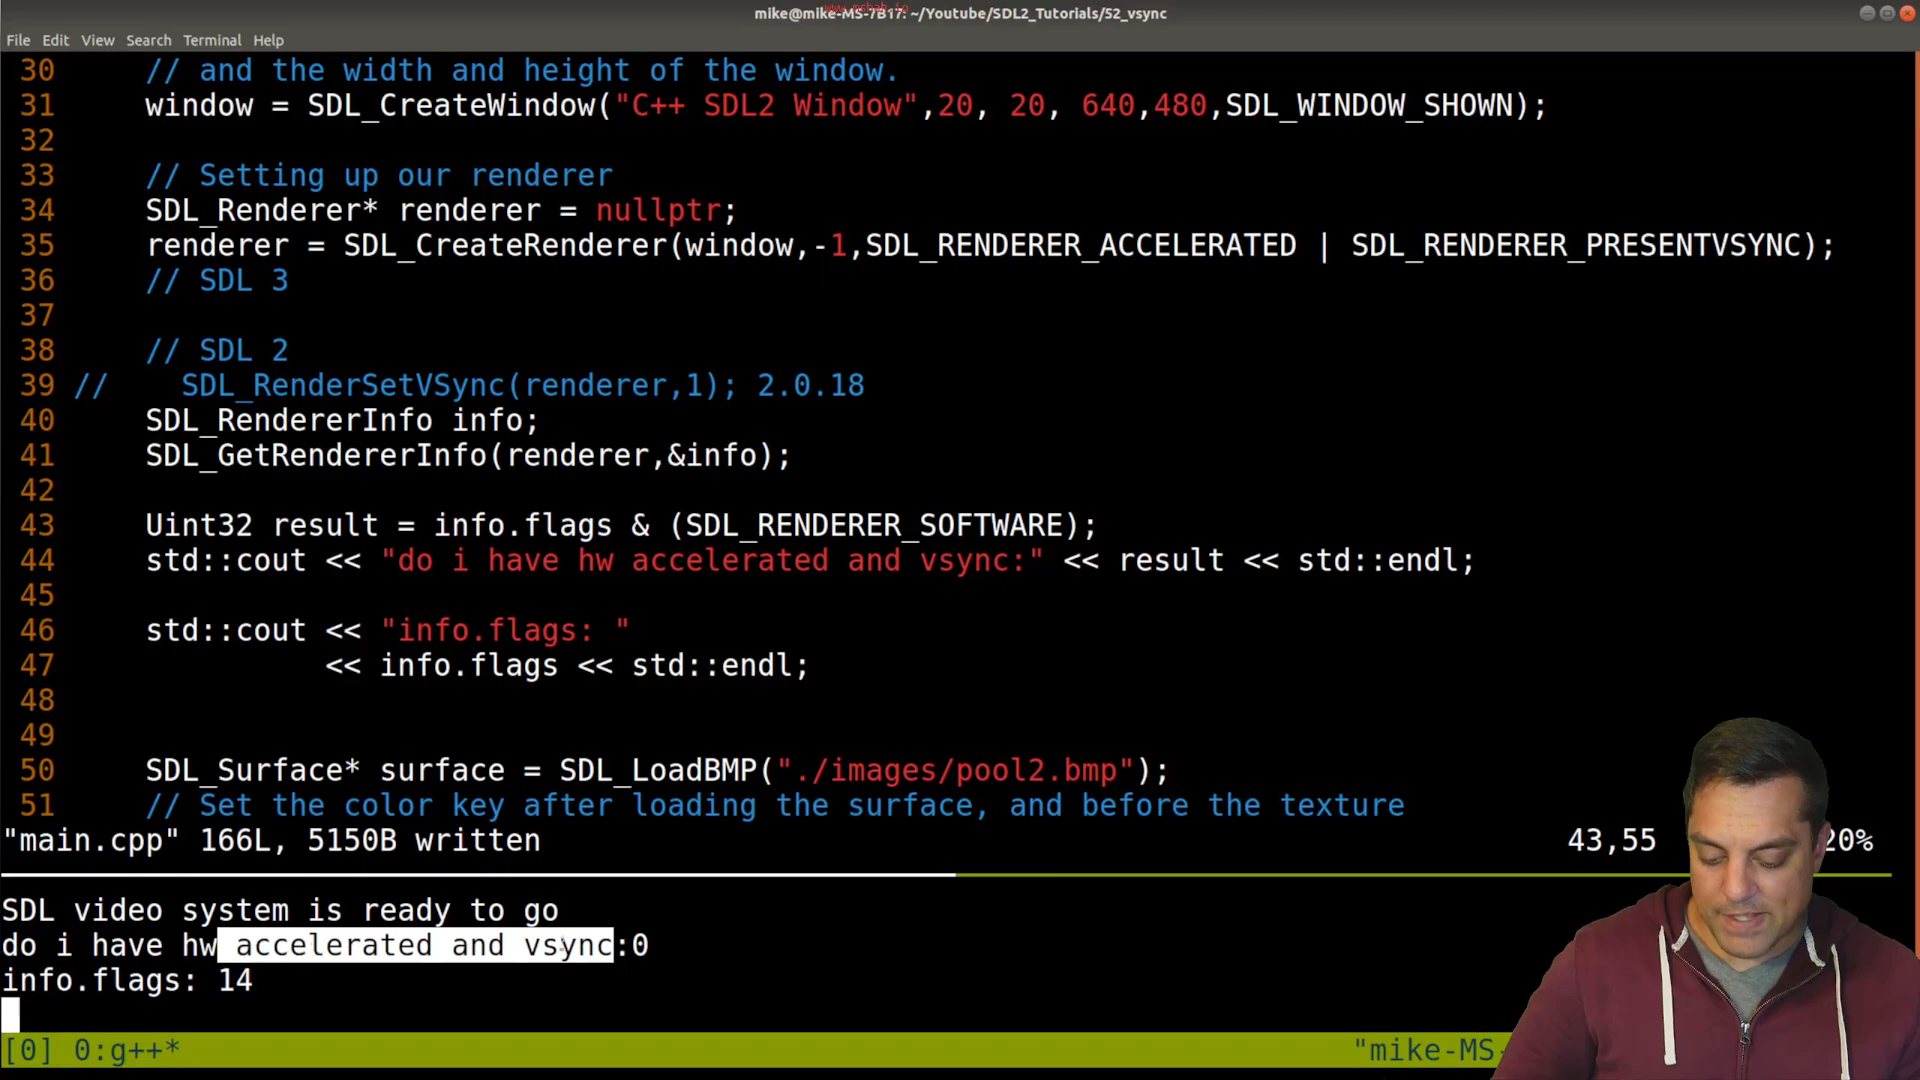 mike@mike-MS-7B17: ~/Youtube/SDL2_Tutorials/52_vsync
File Edit View Search Terminal Help
30 // and the width and height of the window.
31 window = SDL_CreateWindow("C++ SDL2 Window",20, 20, 640,480,SDL_WINDOW_SHOWN);
32
33 // Setting up our renderer
34 SDL_Renderer* renderer = nullptr;
35 renderer = SDL_CreateRenderer(window,-1,SDL_RENDERER_ACCELERATED | SDL_RENDERER_PRESENTVSYNC);
36 // SDL 3
37
38 // SDL 2
39 // SDL_RenderSetVSync(renderer,1); 2.0.18
40 SDL_RendererInfo info;
41 SDL_GetRendererInfo(renderer,&info);
42
43 Uint32 result = info.flags & (SDL_RENDERER_SOFTWARE);
44 std::cout << "do i have hw accelerated and vsync:" << result << std::endl;
45
46 std::cout << "info.flags: "
47 << info.flags << std::endl;
48
49
50 SDL_Surface* surface = SDL_LoadBMP("./images/pool2.bmp");
51 // Set the color key after loading the surface, and before the texture
"main.cpp" 166L, 5150B written 43,55 20%
SDL video system is ready to go
do i have hw accelerated and vsync:0
info.flags: 14
[0] 0:g++* "mike-MS-